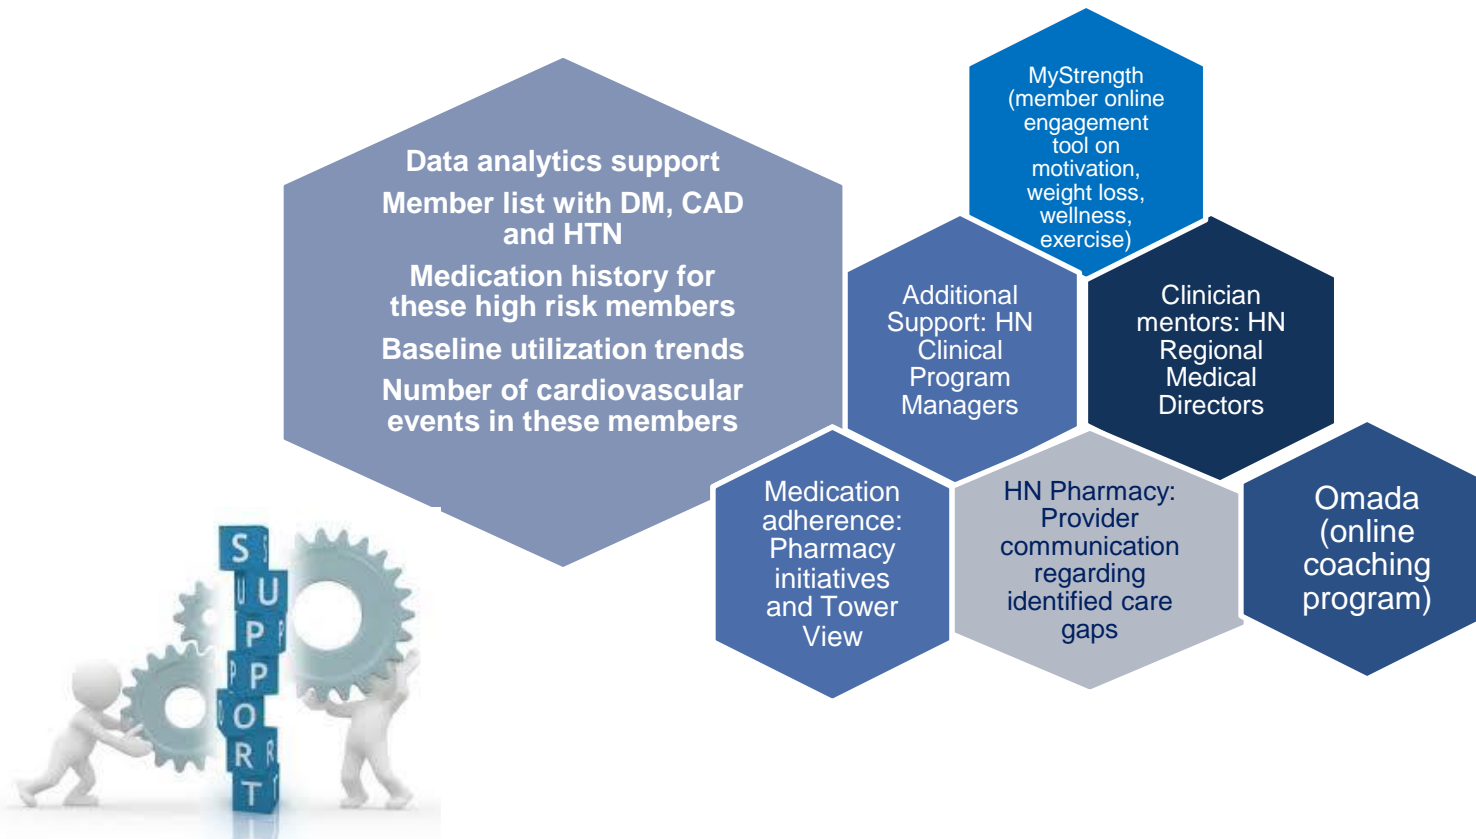 Data analytics support
Member list with DM, CAD
and HTN
Medication history for
these high risk members
Baseline utilization trends
Number of cardiovascular
events in these members
MyStrength
(member online
engagement
tool on
motivation,
weight loss,
wellness,
exercise)
Additional
Support: HN
Clinical
Program
Managers
Clinician
mentors: HN
Regional
Medical
Directors
Medication
adherence:
Pharmacy
initiatives
and Tower
View
HN Pharmacy:
Provider
communication
regarding
identified care
gaps
Omada
(online
coaching
program)
S
U
P
P
O
R
T